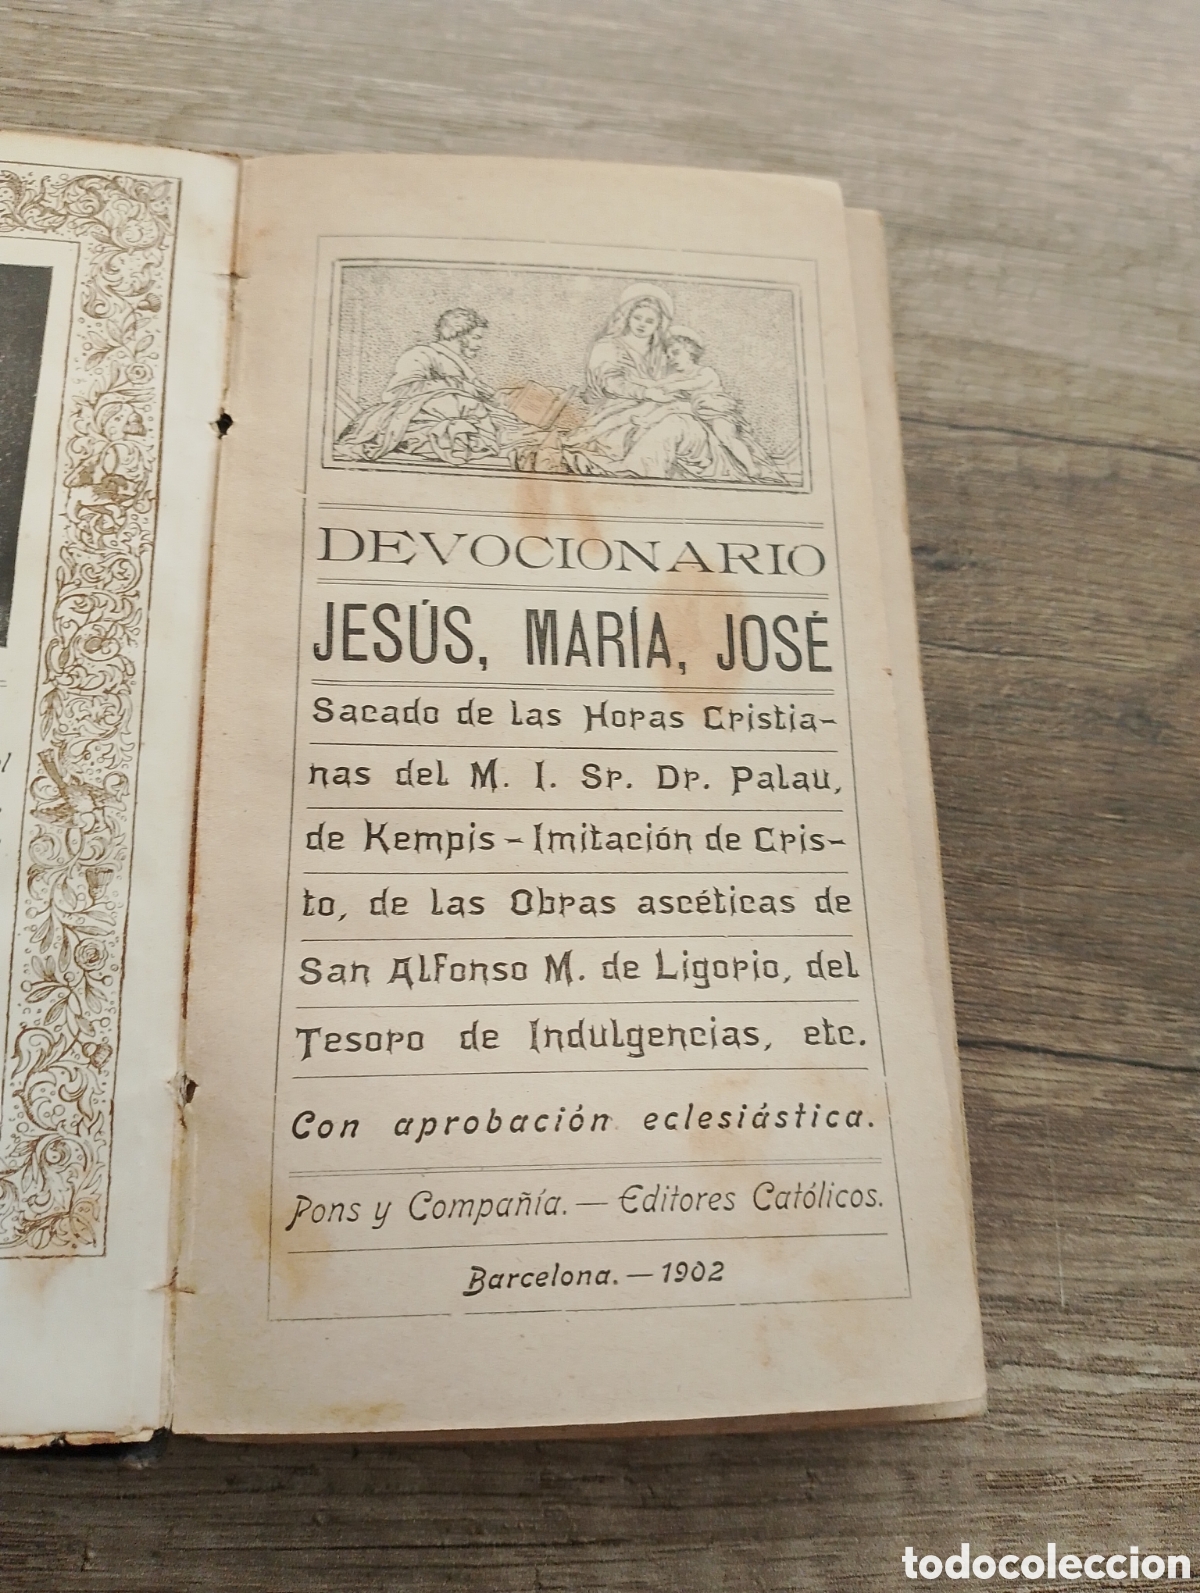 DEVOCIONARIO
JESÚS, MARÍA, JOSÉ
Sacado de las Horas Cristia-
nas del M. I. Sr. Dr. Palau,
de Kempis - Imitación de Cris-
to, de las Obras ascéticas de
San Alfonso M. de Ligorio, del
Tesoro de Indulgencias, etc.
Con aprobación eclesiástica.
Pons y Compañía. — Editores Católicos.
Barcelona. — 1902
todocoleccion